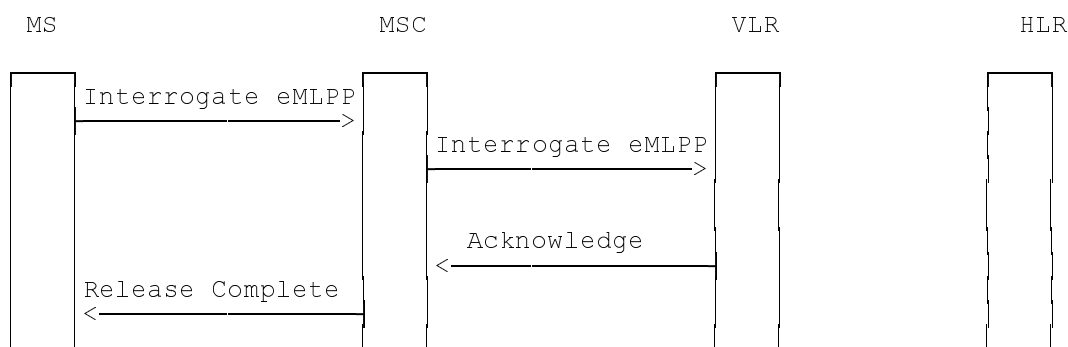 MS MSC VLR HLR
Interrogate eMLPP
Interrogate eMLPP
Acknowledge
Release Complete